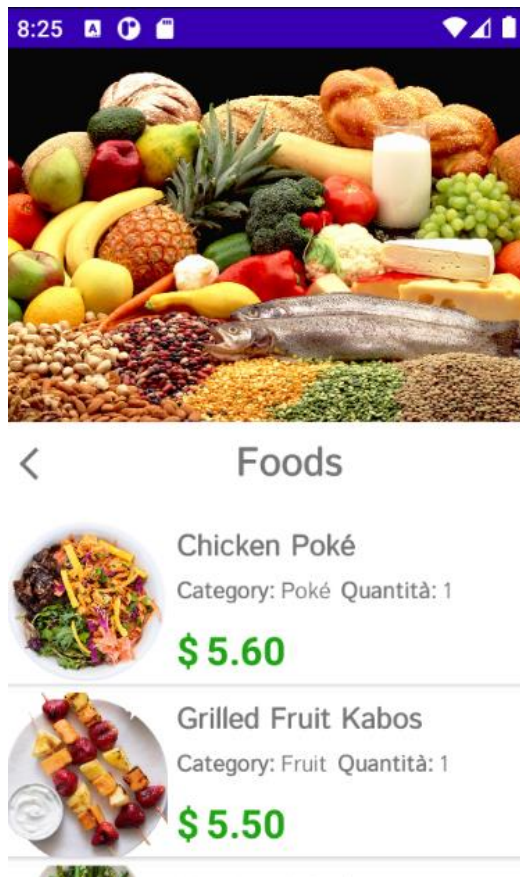 8:25
Foods
Chicken Poké
Category: Poké Quantità: 1
$ 5.60
Grilled Fruit Kabos
Category: Fruit Quantità: 1
$ 5.50